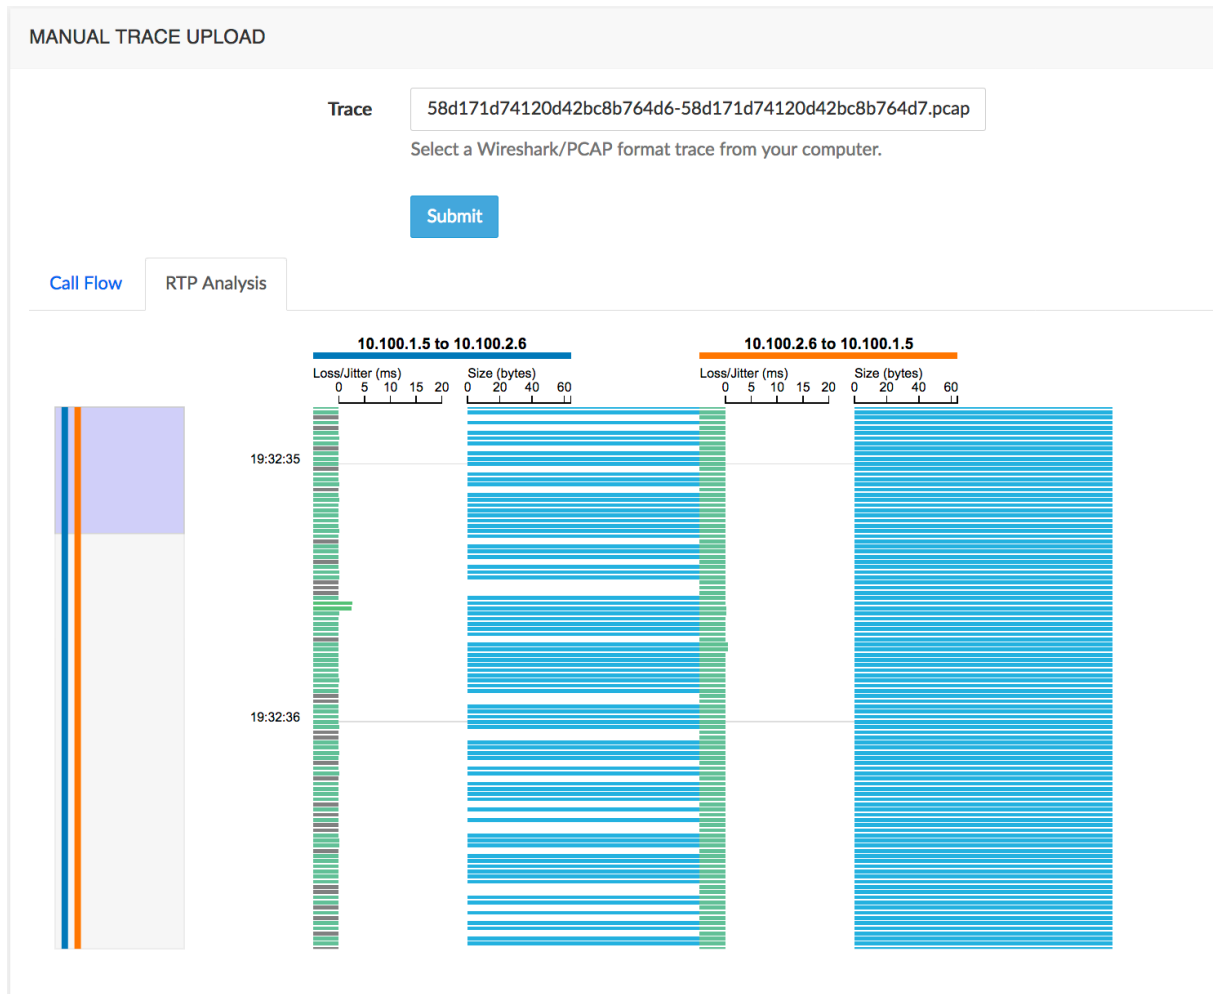 MANUAL TRACE UPLOAD
Trace
58d171d74120d42bc8b764d6-58d171d74120d42bc8b764d7.pcap
Select a Wireshark/PCAP format trace from your computer.
Submit
Call Flow
RTP Analysis
10.100.1.5 to 10.100.2.6
10.100.2.6 to 10.100.1.5
Loss/Jitter (ms)
Size (bytes)
Loss/Jitter (ms)
Size (bytes)
0 5 10 15 20
0 20 40 60
0 5 10 15 20
0 20 40 60
19:32:35
19:32:36